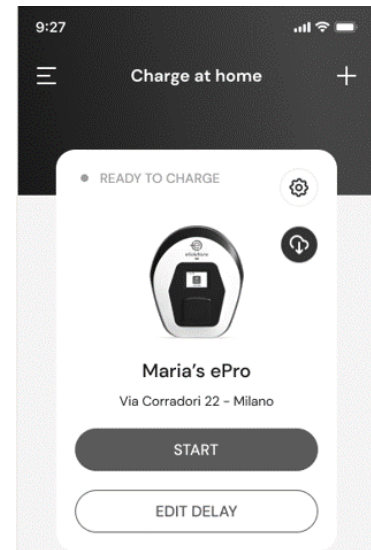 9:27
Charge at home
READY TO CHARGE
Maria's ePro
Via Corradori 22 - Milano
START
EDIT DELAY